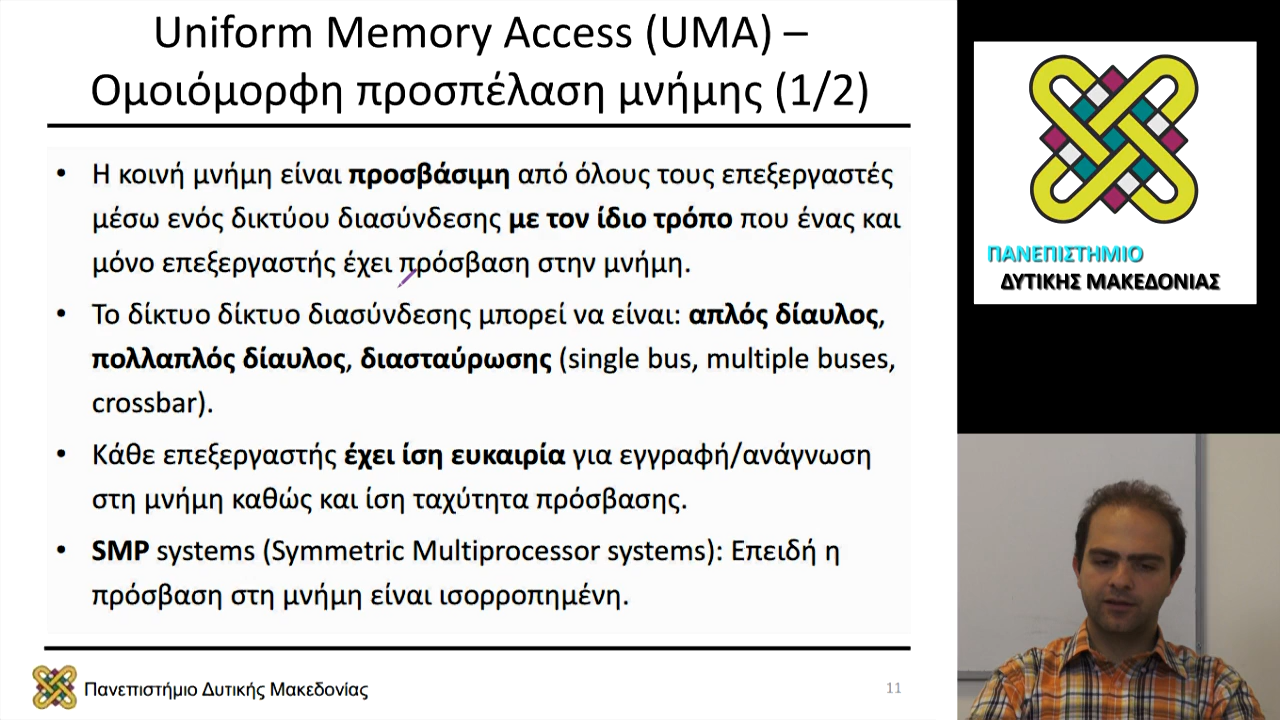 Uniform Memory Access (UMA) –
Ομοιόμορφη προσπέλαση μνήμης (1/2)
• Η κοινή μνήμη είναι προσβάσιμη από όλους τους επεξεργαστές
μέσω ενός δικτύου διασύνδεσης με τον ίδιο τρόπο που ένας και
μόνο επεξεργαστής έχει πρόσβαση στην μνήμη.
• Το δίκτυο δίκτυο διασύνδεσης μπορεί να είναι: απλός δίαυλος,
πολλαπλός δίαυλος, διασταύρωσης (single bus, multiple buses,
crossbar).
• Κάθε επεξεργαστής έχει ίση ευκαιρία για εγγραφή/ανάγνωση
στη μνήμη καθώς και ίση ταχύτητα πρόσβασης.
• SMP systems (Symmetric Multiprocessor systems): Επειδή η
πρόσβαση στη μνήμη είναι ισορροπημένη.
Πανεπιστήμιο Δυτικής Μακεδονίας
11
ΠΑΝΕΠΙΣΤΗΜΙΟ
ΔΥΤΙΚΗΣ ΜΑΚΕΔΟΝΙΑΣ